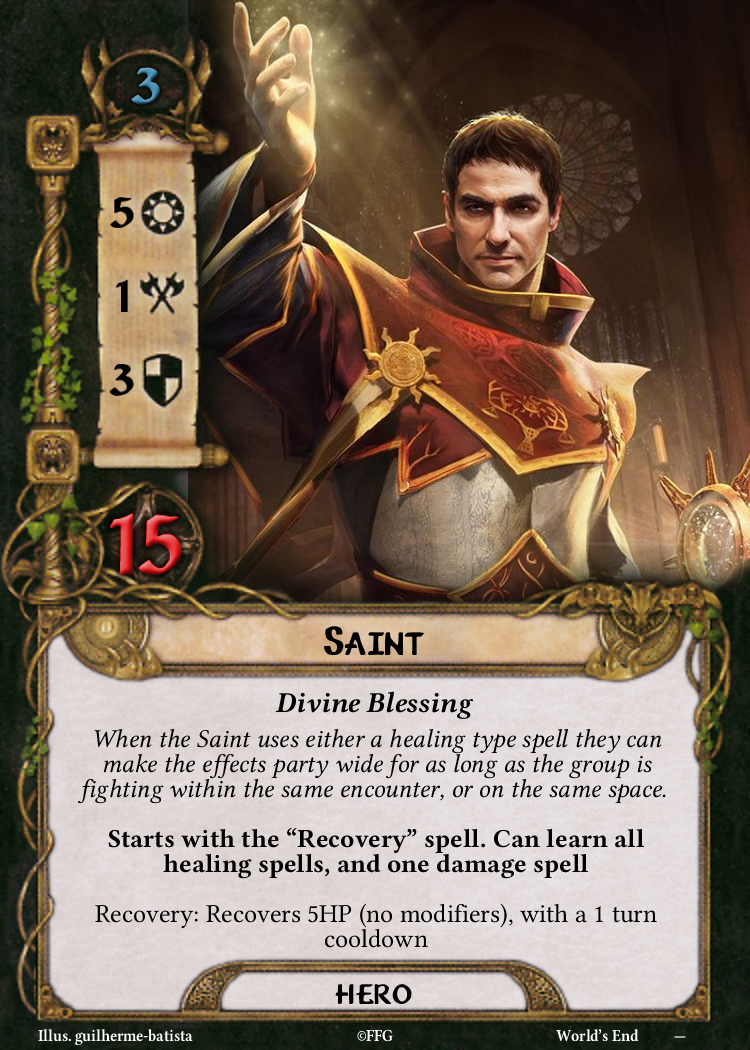 3
5
1
3
15
Saint
Divine Blessing
When the Saint uses either a healing type spell they can
make the effects party wide for as long as the group is
fighting within the same encounter, or on the same space.
Starts with the “Recovery” spell. Can learn all
healing spells, and one damage spell
Recovery: Recovers 5HP (no modifiers), with a 1 turn
cooldown
HERO
Illus. guilherme-batista ©FFG World’s End —